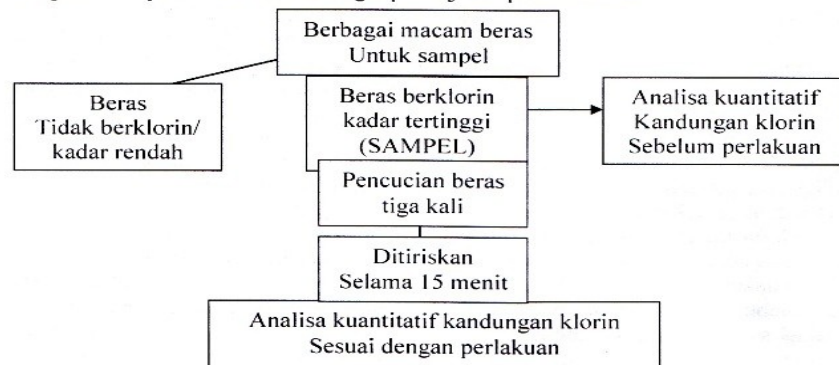 Berbagai macam beras
Untuk sampel
Beras
Tidak berklorin/
kadar rendah
Beras berklorin
kadar tertinggi
(SAMPEL)
Analisa kuantitatif
Kandungan klorin
Sebelum perlakuan
Pencucian beras
tiga kali
Ditiriskan
Selama 15 menit
Analisa kuantitatif kandungan klorin
Sesuai dengan perlakuan